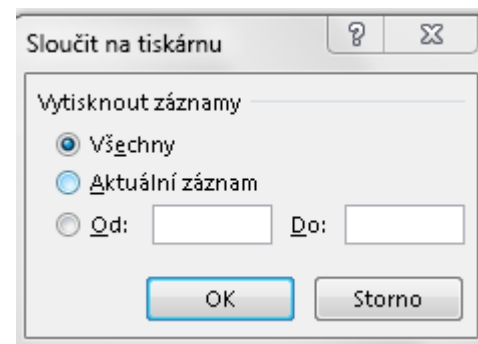 Sloučit na tiskárnu
Vytisknout záznamy
Všechny
Aktuální záznam
Od: Do:
OK Storno